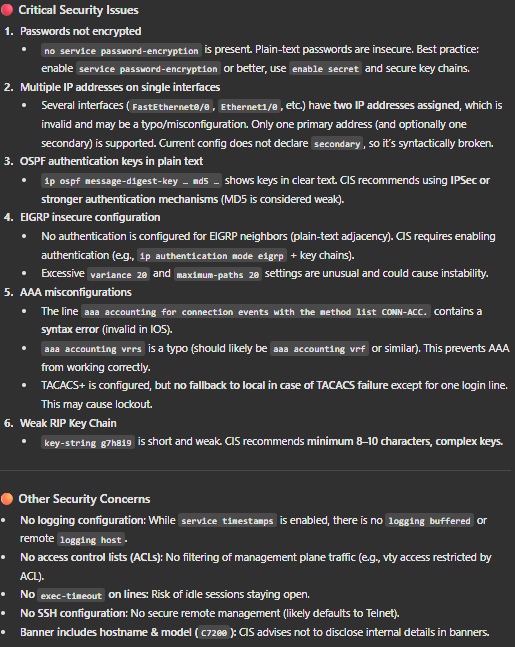 Critical Security Issues
1. Passwords not encrypted
no service password-encryption is present. Plain-text passwords are insecure. Best practice:
enable service password-encryption or better, use enable secret and secure key chains.
2. Multiple IP addresses on single interfaces
Several interfaces ( FastEthernet0/0 , Ethernet1/0 , etc.) have two IP addresses assigned, which is
invalid and may be a typo/misconfiguration. Only one primary address (and optionally one
secondary) is supported. Current config does not declare secondary , so it's syntactically broken.
3. OSPF authentication keys in plain text
ip ospf message-digest-key … md5 … shows keys in clear text. CIS recommends using IPSec or
stronger authentication mechanisms (MD5 is considered weak).
4. EIGRP insecure configuration
No authentication is configured for EIGRP neighbors (plain-text adjacency). CIS requires enabling
authentication (e.g., ip authentication mode eigrp + key chains).
Excessive variance 20 and maximum-paths 20 settings are unusual and could cause instability.
5. AAA misconfigurations
The line aaa accounting for connection events with the method list CONN-ACC. contains a
syntax error (invalid in IOS).
aaa accounting vrrs is a typo (should likely be aaa accounting vrf or similar). This prevents AAA
from working correctly.
TACACS+ is configured, but no fallback to local in case of TACACS failure except for one login line.
This may cause lockout.
6. Weak RIP Key Chain
key-string g7h8i9 is short and weak. CIS recommends minimum 8–10 characters, complex keys.
Other Security Concerns
No logging configuration: While service timestamps is enabled, there is no logging buffered or
remote logging host .
No access control lists (ACLs): No filtering of management plane traffic (e.g., vty access restricted by
ACL).
No exec-timeout on lines: Risk of idle sessions staying open.
No SSH configuration: No secure remote management (likely defaults to Telnet).
Banner includes hostname & model ( C7200 ): CIS advises not to disclose internal details in banners.